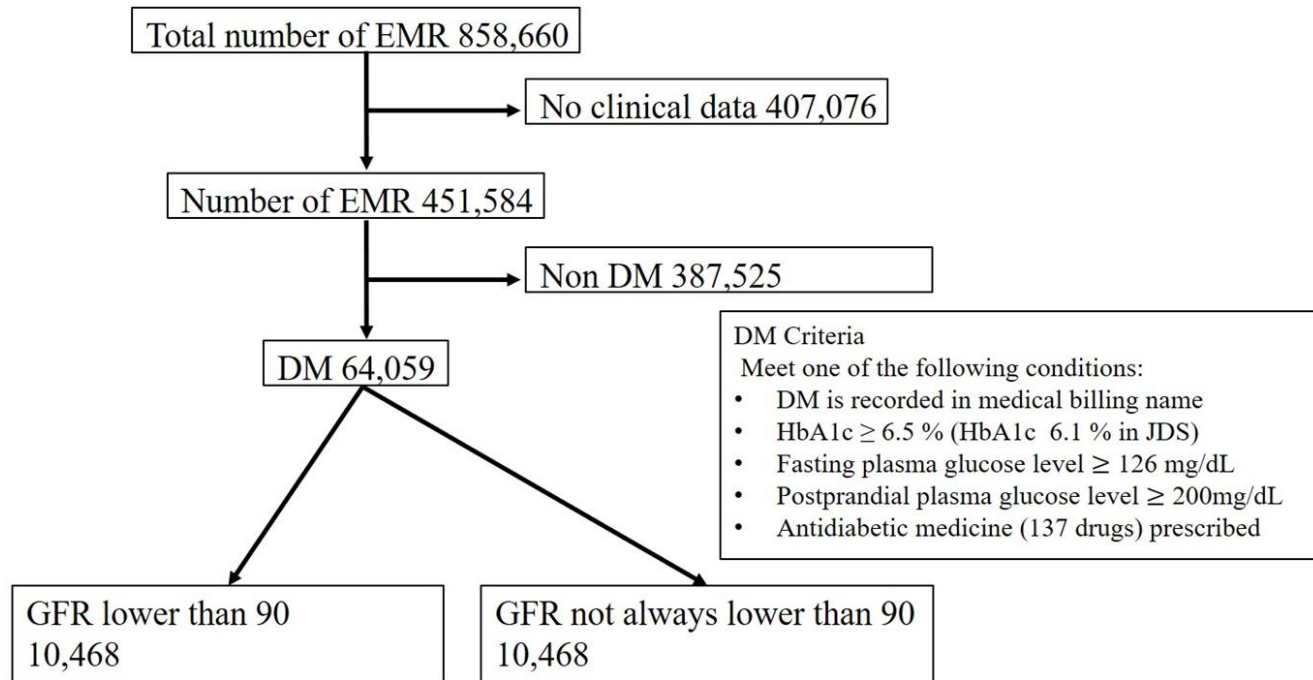 Total number of EMR 858,660
No clinical data 407,076
Number of EMR 451,584
Non DM 387,525
DM 64,059
DM Criteria
Meet one of the following conditions:
• DM is recorded in medical billing name
• HbA1c ≥ 6.5 % (HbA1c 6.1 % in JDS)
• Fasting plasma glucose level ≥ 126 mg/dL
• Postprandial plasma glucose level ≥ 200mg/dL
• Antidiabetic medicine (137 drugs) prescribed
GFR lower than 90
10,468
GFR not always lower than 90
10,468